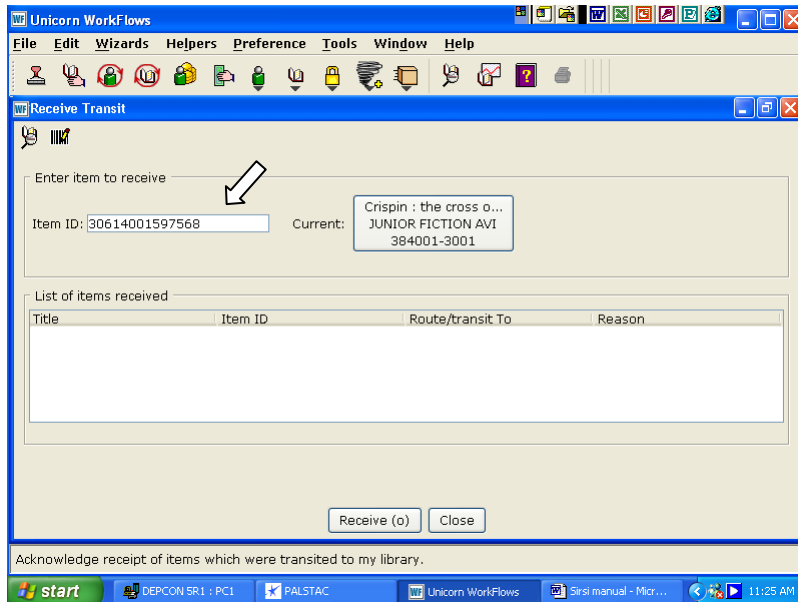 WF Unicorn WorkFlows
File Edit Wizards Helpers Preference Tools Window Help
WF Receive Transit
Enter item to receive
Item ID: 30614001597568 Current: Crispin : the cross o...
JUNIOR FICTION AVI
384001-3001
List of items received
Title Item ID Route/transit To Reason
Receive (o) Close
Acknowledge receipt of items which were transited to my library.
start DEPCON 5R1 : PC1 PALSTAC WF Unicorn WorkFlows Sirsi manual - Micr... 11:25 AM